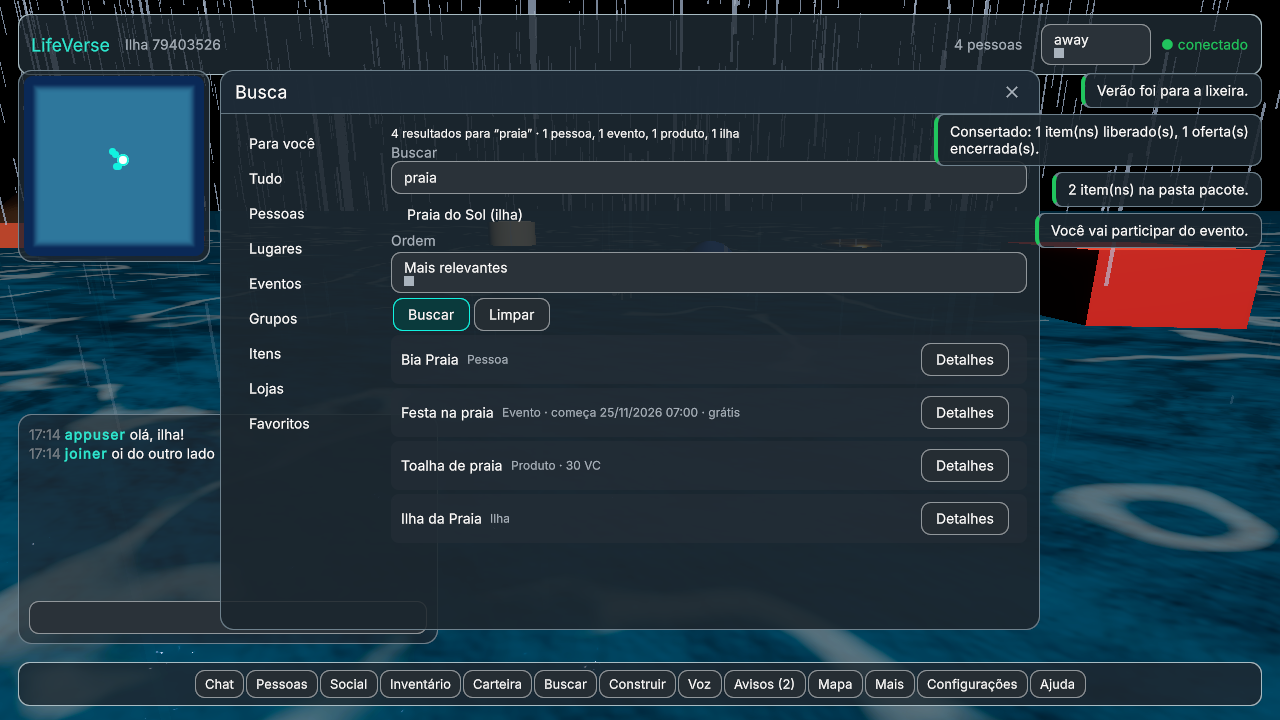 LifeVerse
Ilha 79403526
4 pessoas
away
conectado
Verão foi para a lixeira.
Consertado: 1 item(ns) liberado(s), 1 oferta(s)
encerrada(s).
2 item(ns) na pasta pacote.
Você vai participar do evento.
Busca
Para você
Tudo
Pessoas
Lugares
Eventos
Grupos
Itens
Lojas
Favoritos
4 resultados para “praia” · 1 pessoa, 1 evento, 1 produto, 1 ilha
Buscar
praia
Praia do Sol (ilha)
Ordem
Mais relevantes
Buscar
Limpar
Bia Praia Pessoa
Detalhes
Festa na praia Evento · começa 25/11/2026 07:00 · grátis
Detalhes
Toalha de praia Produto · 30 VC
Detalhes
Ilha da Praia Ilha
Detalhes
17:14 appuser olá, ilha!
17:14 joiner oi do outro lado
Chat
Pessoas
Social
Inventário
Carteira
Buscar
Construir
Voz
Avisos (2)
Mapa
Mais
Configurações
Ajuda